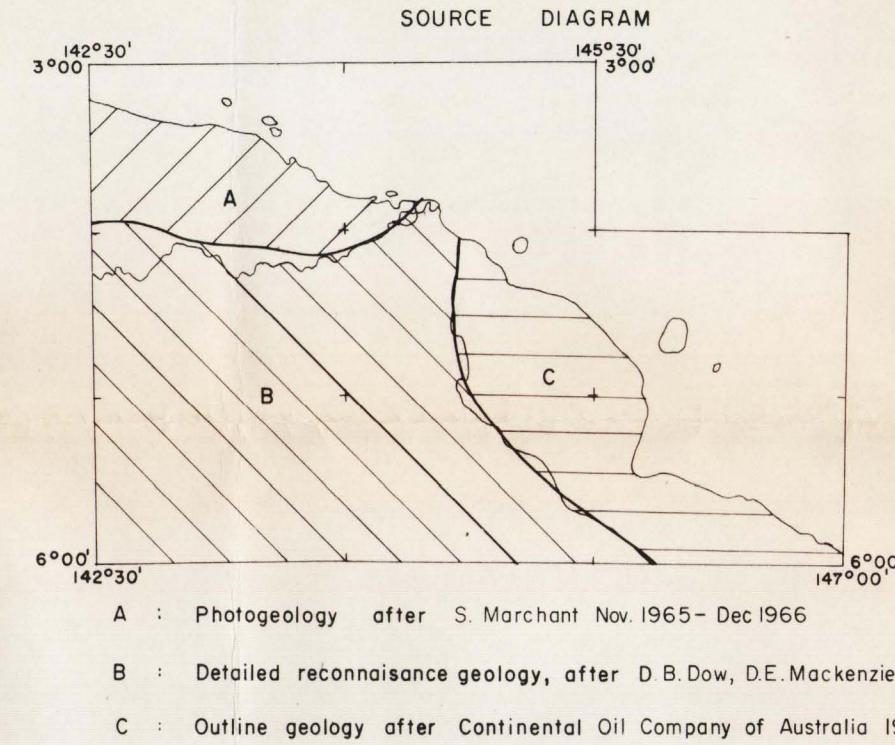 SOURCE DIAGRAM
142°30' 145°30'
3°00' 3°00'
A
B
C
6°00' 6°00
142°30' 147°00'
A : Photogeology after S. Marchant Nov. 1965 – Dec 1966
B : Detailed reconnaisance geology, after D.B. Dow, D.E. Mackenzie
C : Outline geology after Continental Oil Company of Australia